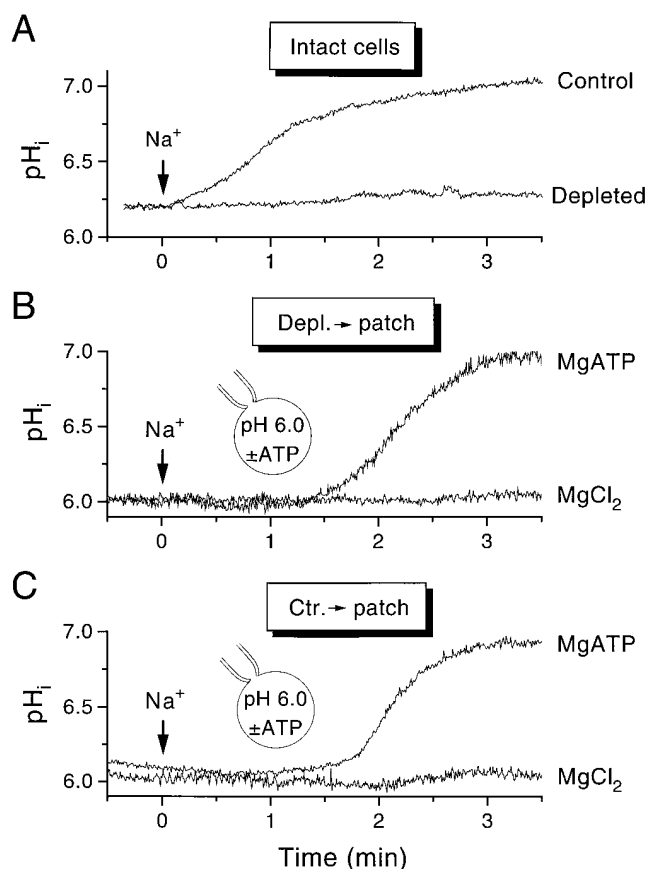 A
Intact cells
7.0
6.5
6.0
pHi
Na⁺
Control
Depleted
0 1 2 3
B
Depl. → patch
7.0
6.5
6.0
pHi
Na⁺
pH 6.0
±ATP
MgATP
MgCl₂
0 1 2 3
C
Ctr. → patch
7.0
6.5
6.0
pHi
Na⁺
pH 6.0
±ATP
MgATP
MgCl₂
0 1 2 3
Time (min)